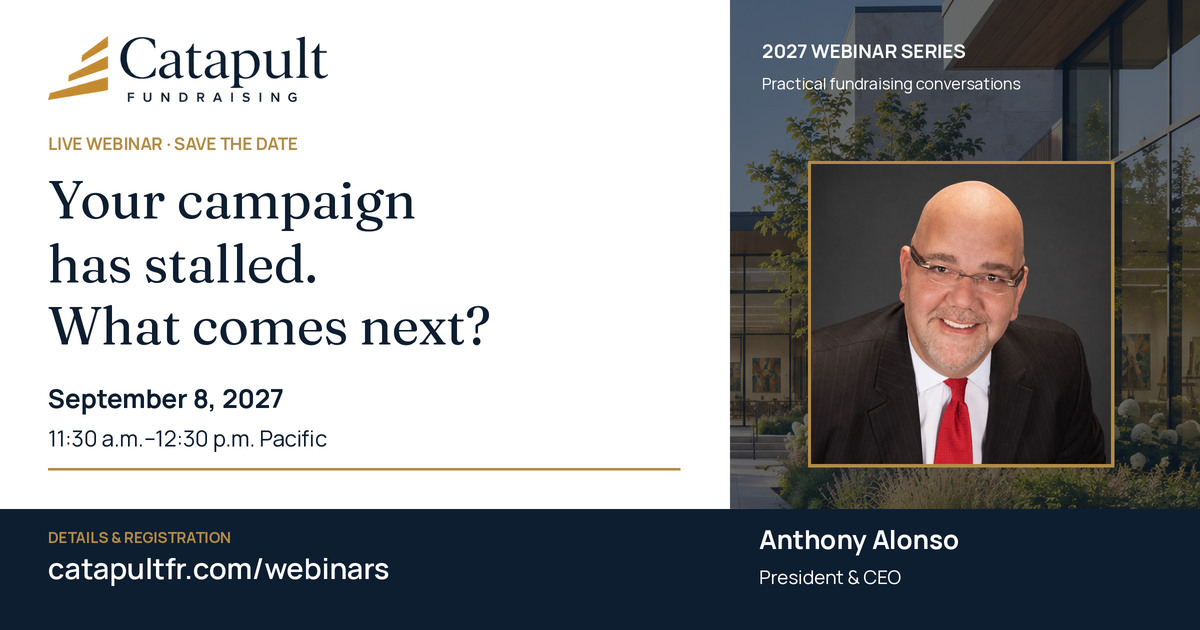 Catapult
FUNDRAISING
LIVE WEBINAR · SAVE THE DATE
Your campaign
has stalled.
What comes next?
September 8, 2027
11:30 a.m.–12:30 p.m. Pacific
DETAILS & REGISTRATION
catapultfr.com/webinars
2027 WEBINAR SERIES
Practical fundraising conversations
Anthony Alonso
President & CEO